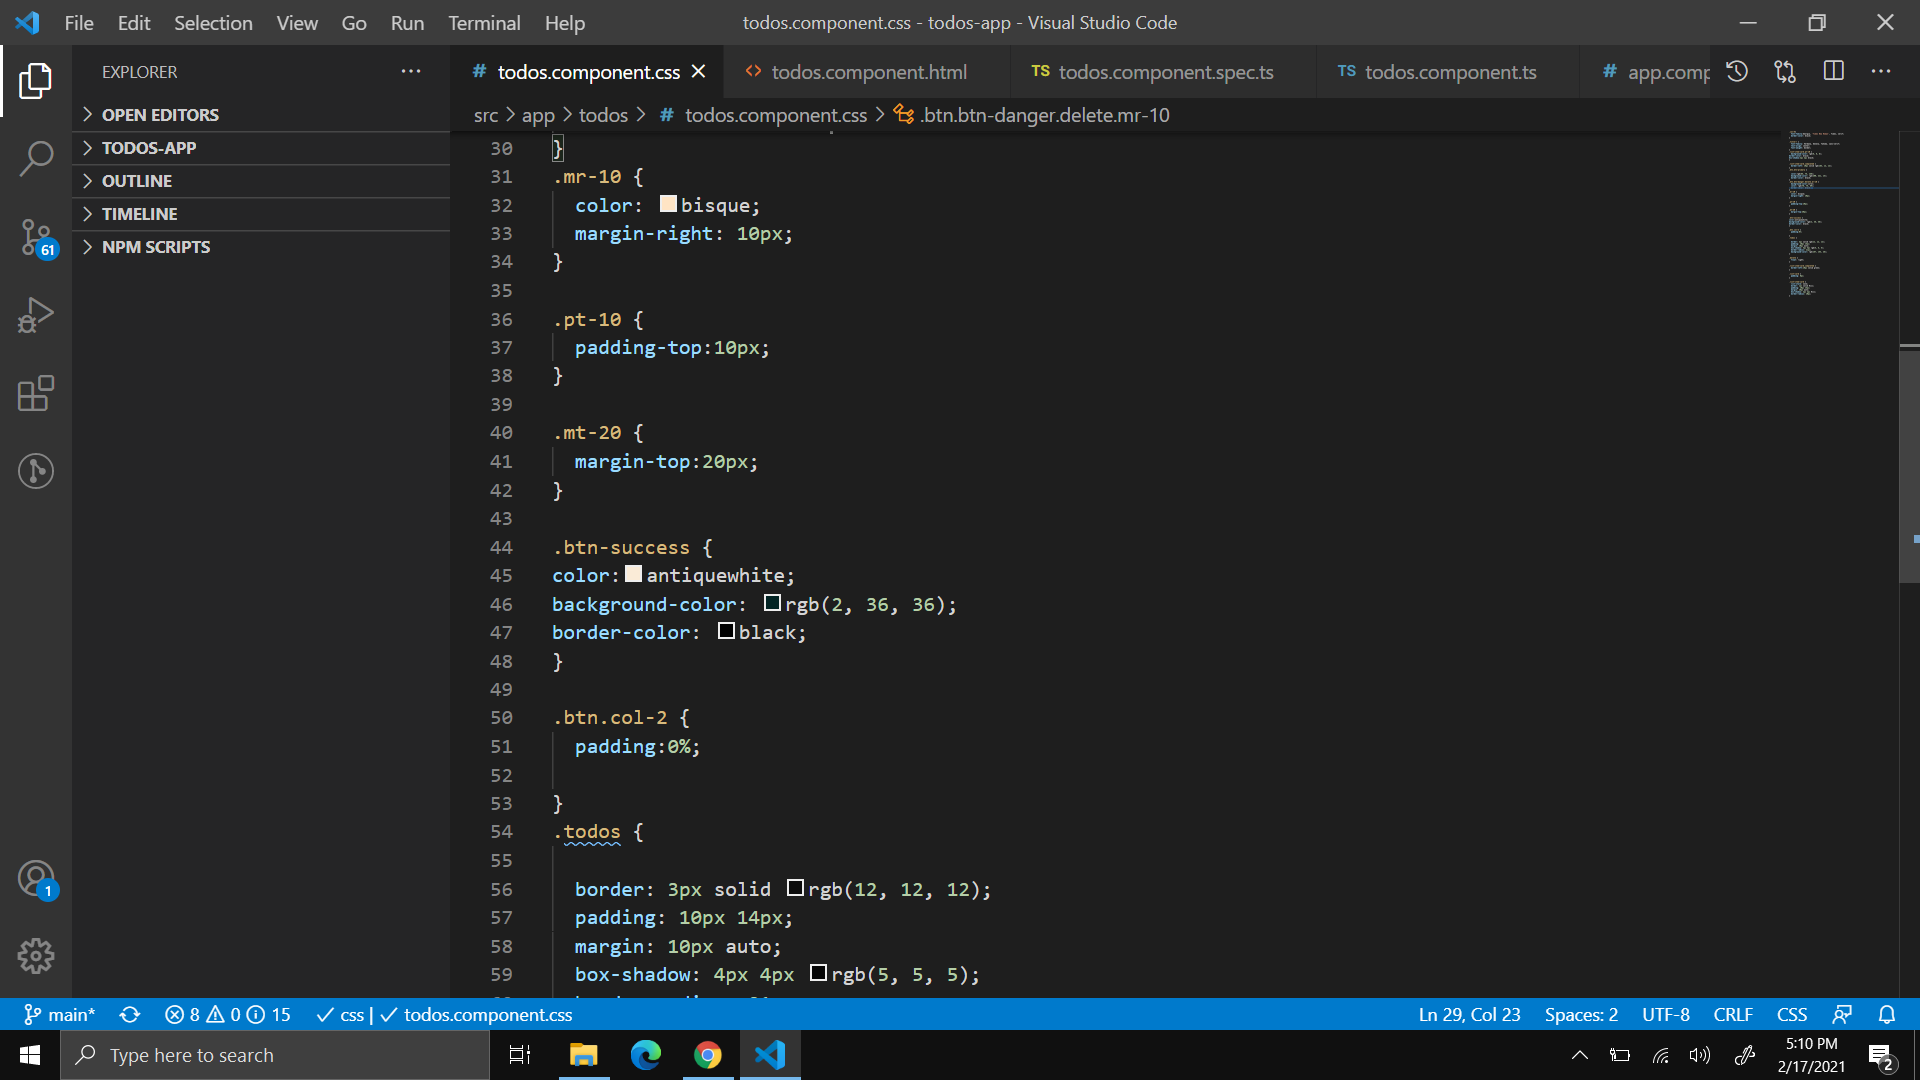 File Edit Selection View Go Run Terminal Help
todos.component.css - todos-app - Visual Studio Code
EXPLORER
OPEN EDITORS
TODOS-APP
OUTLINE
TIMELINE
NPM SCRIPTS
61
1
# todos.component.css
<> todos.component.html
TS todos.component.spec.ts
TS todos.component.ts
# app.comp
src > app > todos > # todos.component.css > .btn.btn-danger.delete.mr-10
30 }
31 .mr-10 {
32 color: bisque;
33 margin-right: 10px;
34 }
35
36 .pt-10 {
37 padding-top:10px;
38 }
39
40 .mt-20 {
41 margin-top:20px;
42 }
43
44 .btn-success {
45 color: antiquewhite;
46 background-color: rgb(2, 36, 36);
47 border-color: black;
48 }
49
50 .btn.col-2 {
51 padding:0%;
52
53 }
54 .todos {
55
56 border: 3px solid rgb(12, 12, 12);
57 padding: 10px 14px;
58 margin: 10px auto;
59 box-shadow: 4px 4px rgb(5, 5, 5);
main* 8 0 15 css | todos.component.css
Ln 29, Col 23 Spaces: 2 UTF-8 CRLF CSS
Type here to search
5:10 PM
2/17/2021
2